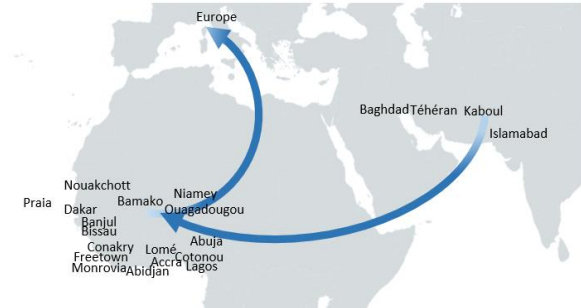 Europe
Baghdad
Téhéran
Kaboul
Islamabad
Nouakchott
Niamey
Praia
Bamako
Dakar
Ouagadougou
Banjul
Bissau
Abuja
Conakry
Lomé
Freetown
Cotonou
Accra
Monrovia
Lagos
Abidjan